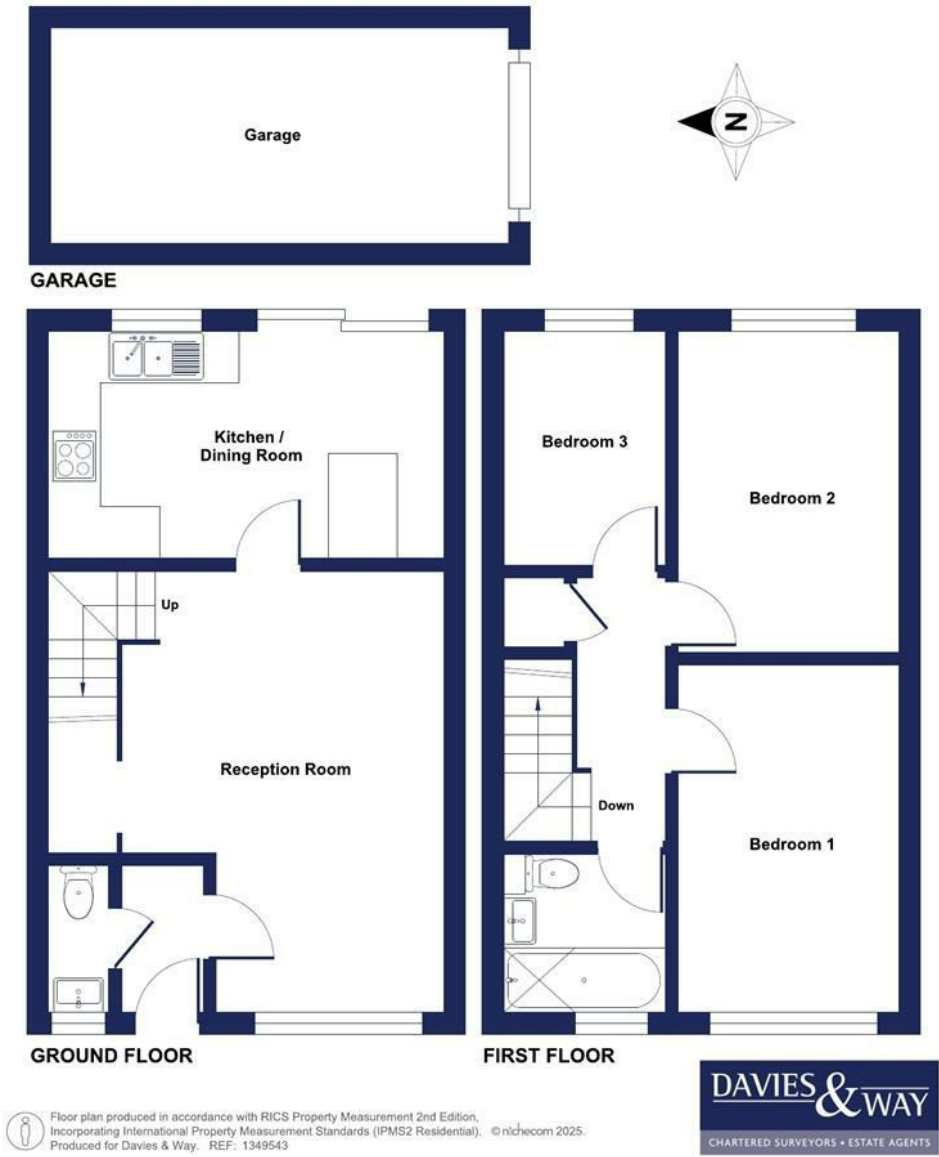 Garage
N
GARAGE
Kitchen /
Dining Room
Bedroom 3
Bedroom 2
Up
Reception Room
Down
Bedroom 1
GROUND FLOOR
FIRST FLOOR
Floor plan produced in accordance with RICS Property Measurement 2nd Edition,
Incorporating International Property Measurement Standards (IPMS2 Residential). © nichecom 2025.
Produced for Davies & Way. REF: 1349543
DAVIES & WAY
CHARTERED SURVEYORS • ESTATE AGENTS